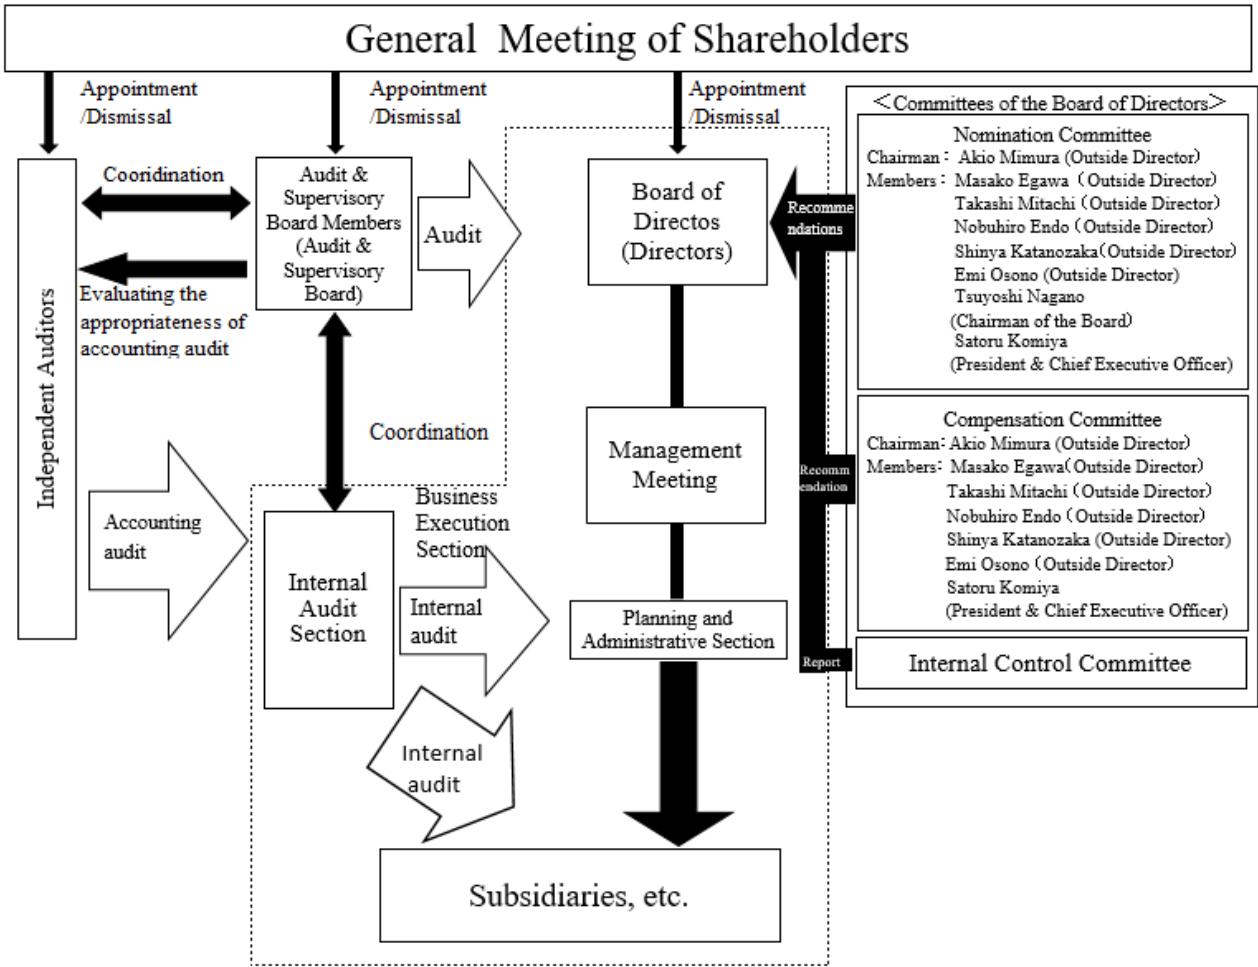 General Meeting of Shareholders
Appointment
/Dismissal
Appointment
/Dismissal
Appointment
/Dismissal
Independent Auditors
Cooridination
Evaluating the
appropriateness of
accounting audit
Audit &
Supervisory
Board Members
(Audit &
Supervisory
Board)
Audit
Board of
Directos
(Directors)
Recomme
ndations
<Committees of the Board of Directors>
Nomination Committee
Chairman： Akio Mimura (Outside Director)
Members： Masako Egawa (Outside Director)
Takashi Mitachi (Outside Director)
Nobuhiro Endo (Outside Director)
Shinya Katanozaka(Outside Director)
Emi Osono (Outside Director)
Tsuyoshi Nagano
(Chairman of the Board)
Satoru Komiya
(President & Chief Executive Officer)
Coordination
Management
Meeting
Recomm
endation
Compensation Committee
Chairman: Akio Mimura (Outside Director)
Members: Masako Egawa(Outside Director)
Takashi Mitachi (Outside Director)
Nobuhiro Endo (Outside Director)
Shinya Katanozaka (Outside Director)
Emi Osono (Outside Director)
Satoru Komiya
(President & Chief Executive Officer)
Accounting
audit
Business
Execution
Section
Internal
Audit
Section
Internal
audit
Planning and
Administrative Section
Report
Internal Control Committee
Internal
audit
Subsidiaries, etc.